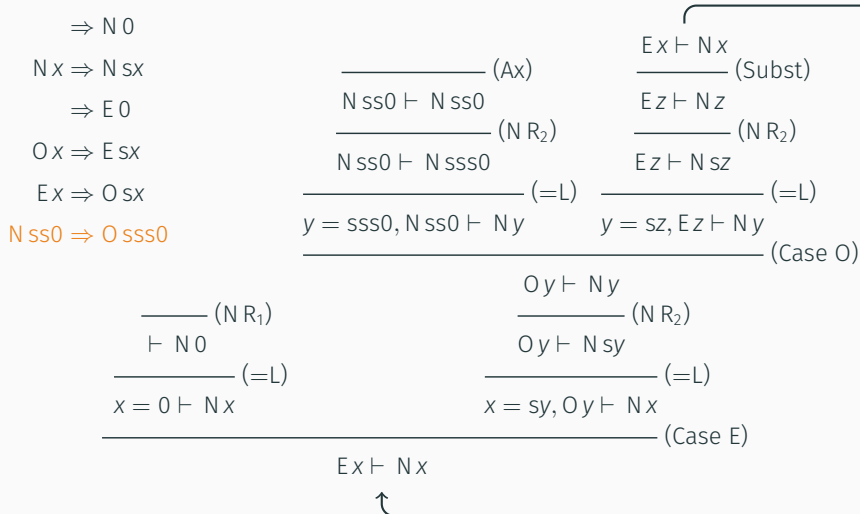 ⇒ N 0
N x ⇒ N sx
⇒ E 0
O x ⇒ E sx
E x ⇒ O sx
N ss0 ⇒ O sss0
E x ⊢ N x
(Ax)
(Subst)
N ss0 ⊢ N ss0
E z ⊢ N z
(N R₂)
(N R₂)
N ss0 ⊢ N sss0
E z ⊢ N sz
(=L)
(=L)
y = sss0, N ss0 ⊢ N y
y = sz, E z ⊢ N y
(Case O)
O y ⊢ N y
(N R₁)
(N R₂)
⊢ N 0
O y ⊢ N sy
(=L)
(=L)
x = 0 ⊢ N x
x = sy, O y ⊢ N x
(Case E)
E x ⊢ N x